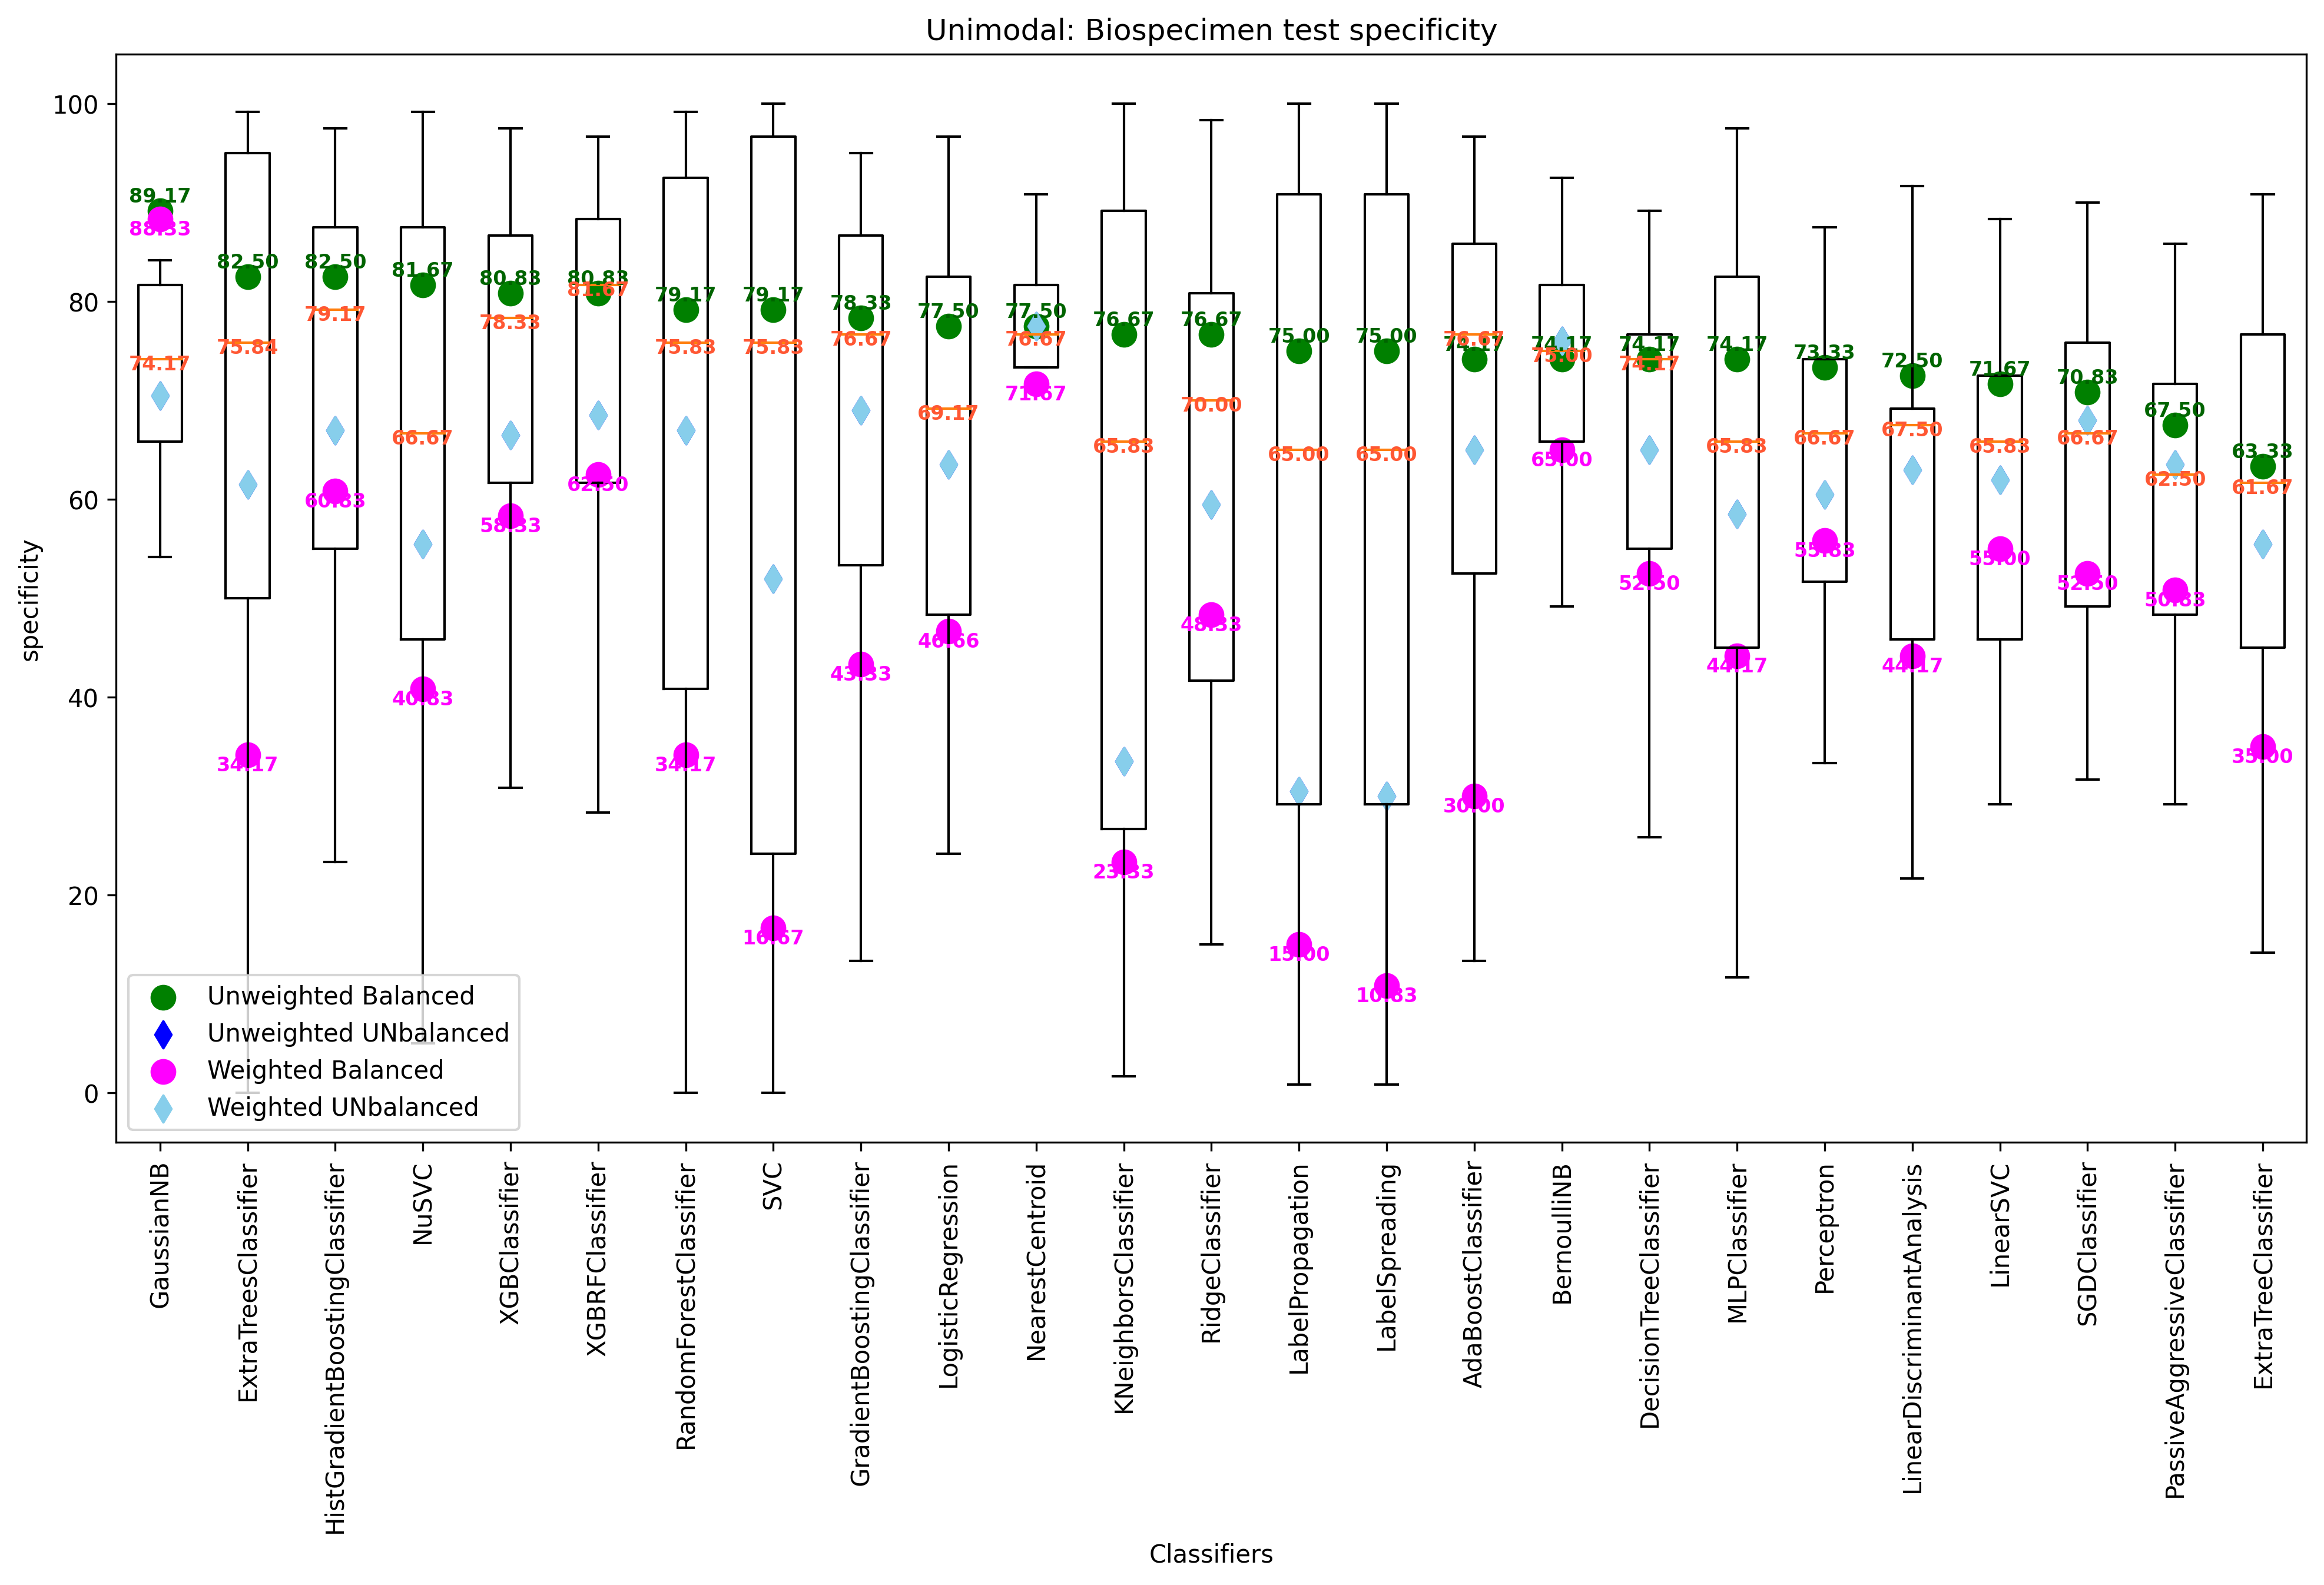 Unimodal: Biospecimen test specificity
specificity
100
80
60
40
20
0
89.17
88.33
74.17
82.50
75.84
34.17
82.50
79.17
60.83
81.67
66.67
40.83
80.83
78.33
58.33
80.83
81.67
62.50
79.17
75.83
34.17
79.17
75.83
16.67
78.33
76.67
43.33
77.50
69.17
46.66
77.50
76.67
71.67
76.67
65.83
23.33
76.67
70.00
48.33
75.00
65.00
15.00
75.00
65.00
10.83
74.17
76.67
30.00
74.17
75.00
65.00
74.17
74.17
52.50
74.17
65.83
44.17
73.33
66.67
55.83
72.50
67.50
44.17
71.67
65.83
55.00
70.83
66.67
52.50
67.50
62.50
50.83
63.33
61.67
35.00
Unweighted Balanced
Unweighted UNbalanced
Weighted Balanced
Weighted UNbalanced
GaussianNB
ExtraTreesClassifier
HistGradientBoostingClassifier
NuSVC
XGBClassifier
XGBRFClassifier
RandomForestClassifier
SVC
GradientBoostingClassifier
LogisticRegression
NearestCentroid
KNeighborsClassifier
RidgeClassifier
LabelPropagation
LabelSpreading
AdaBoostClassifier
BernoulliNB
DecisionTreeClassifier
MLPClassifier
Perceptron
LinearDiscriminantAnalysis
LinearSVC
SGDClassifier
PassiveAggressiveClassifier
ExtraTreeClassifier
Classifiers